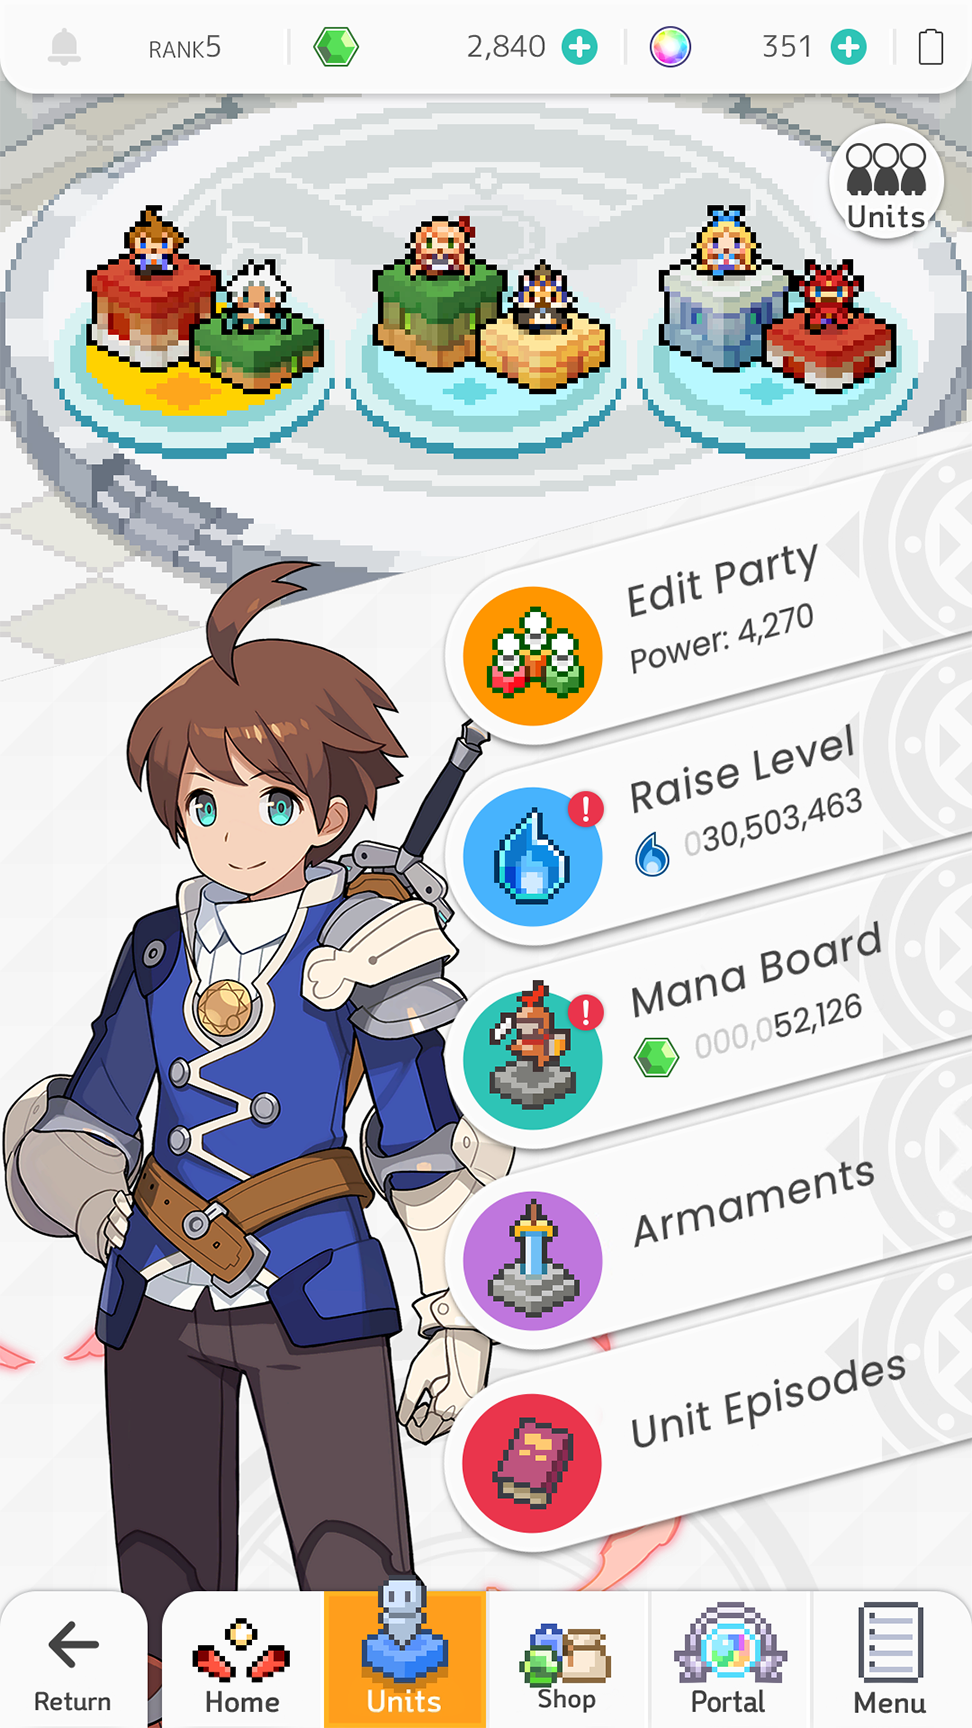 RANK5 2,840 351
Units
Edit Party
Power: 4,270
Raise Level
030,503,463
Mana Board
000,052,126
Armaments
Unit Episodes
Return Home Units Shop Portal Menu